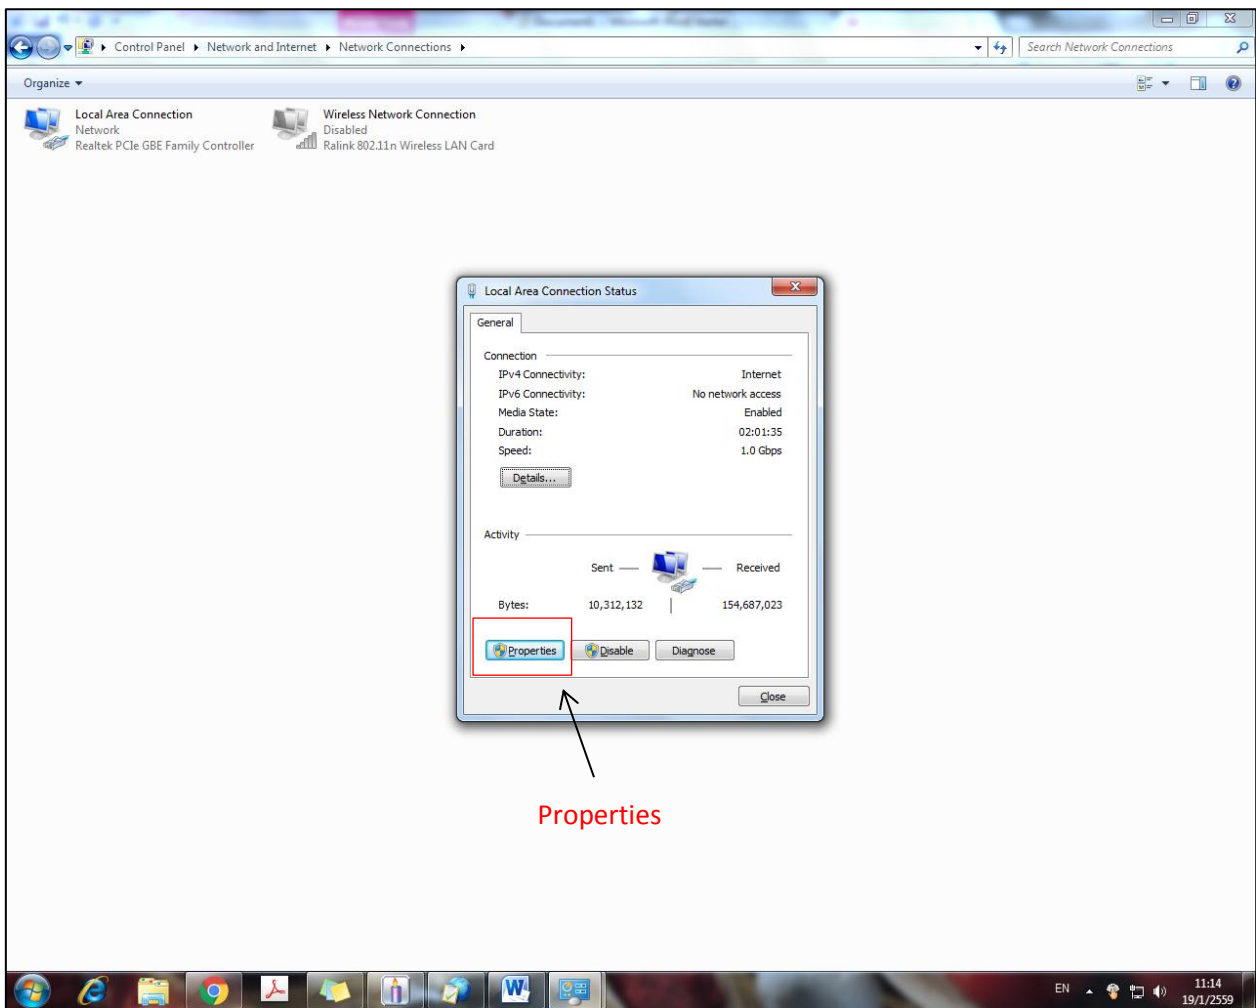 Control Panel ▸ Network and Internet ▸ Network Connections ▸
Search Network Connections
Organize
Local Area Connection
Network
Realtek PCIe GBE Family Controller
Wireless Network Connection
Disabled
Ralink 802.11n Wireless LAN Card
Local Area Connection Status
General
Connection
IPv4 Connectivity: Internet
IPv6 Connectivity: No network access
Media State: Enabled
Duration: 02:01:35
Speed: 1.0 Gbps
Details...
Activity
Sent Received
Bytes: 10,312,132 154,687,023
Properties Disable Diagnose
Close
Properties
EN 11:14
19/1/2559